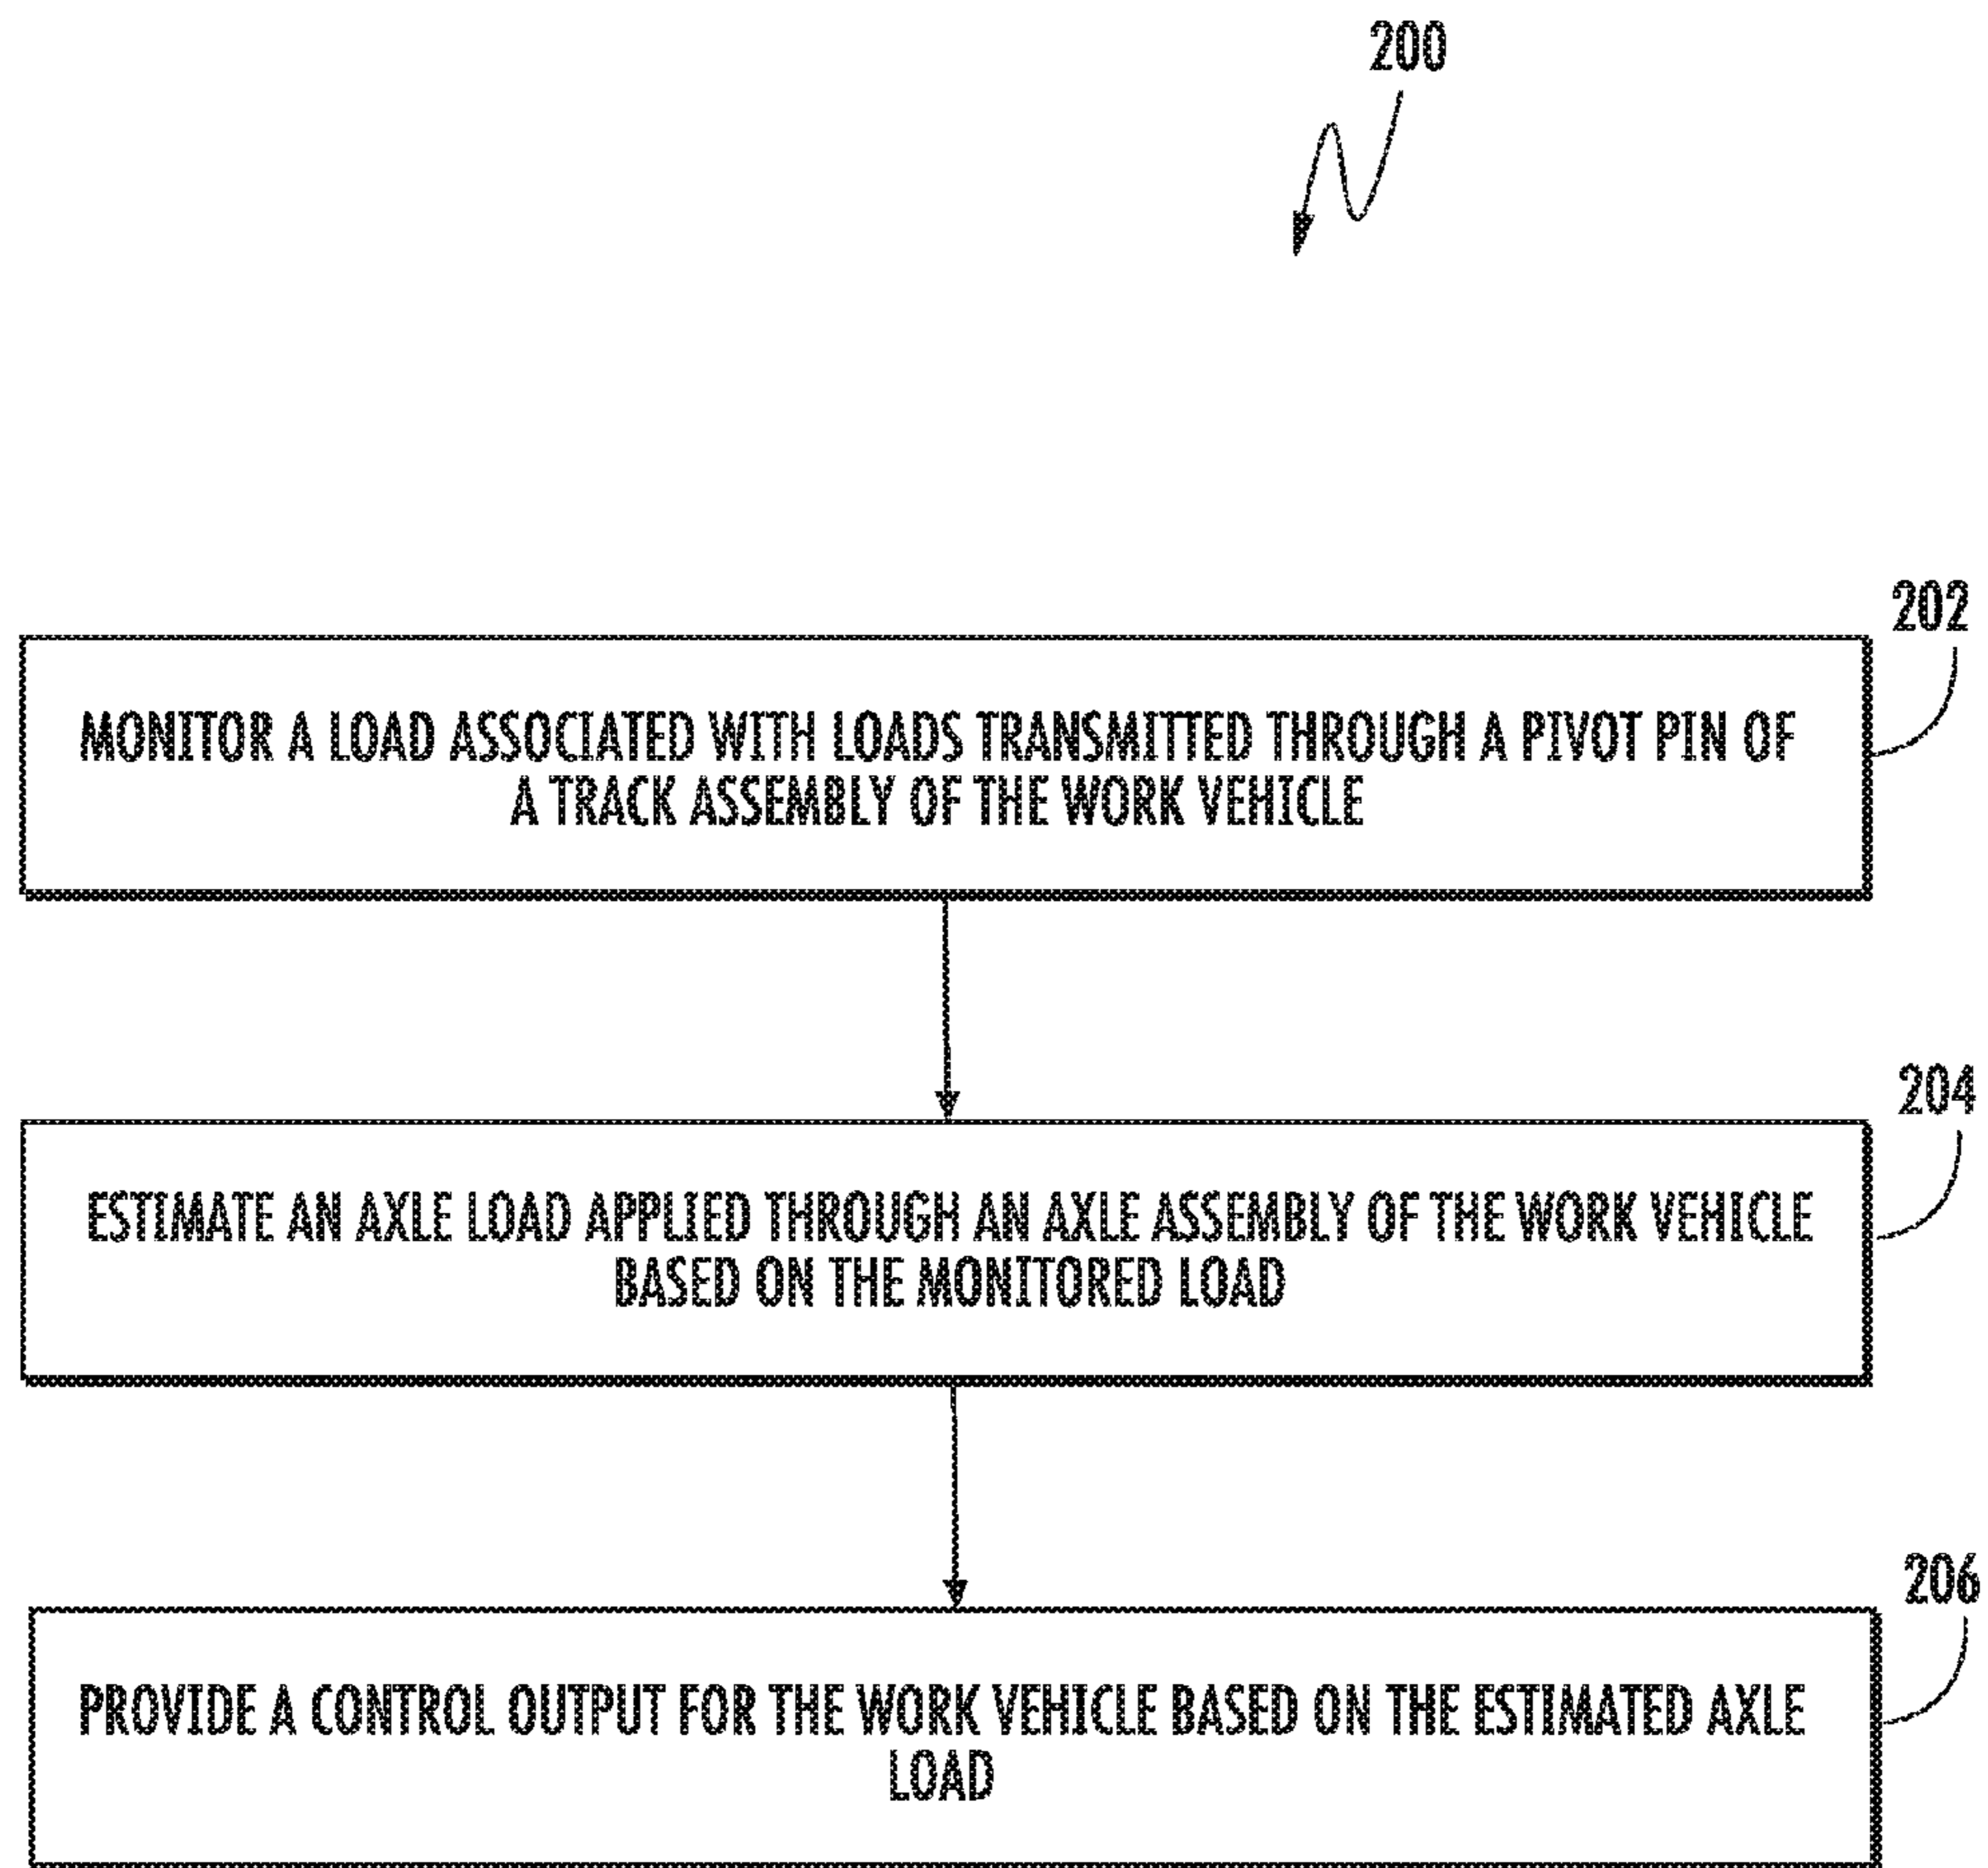 200
202
MONITOR A LOAD ASSOCIATED WITH LOADS TRANSMITTED THROUGH A PIVOT PIN OF
A TRACK ASSEMBLY OF THE WORK VEHICLE
204
ESTIMATE AN AXLE LOAD APPLIED THROUGH AN AXLE ASSEMBLY OF THE WORK VEHICLE
BASED ON THE MONITORED LOAD
206
PROVIDE A CONTROL OUTPUT FOR THE WORK VEHICLE BASED ON THE ESTIMATED AXLE
LOAD